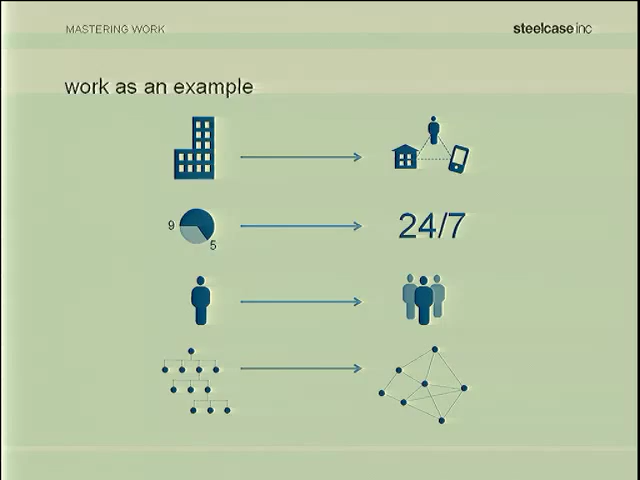 MASTERING WORK
steelcase inc
work as an example
9
5
24/7